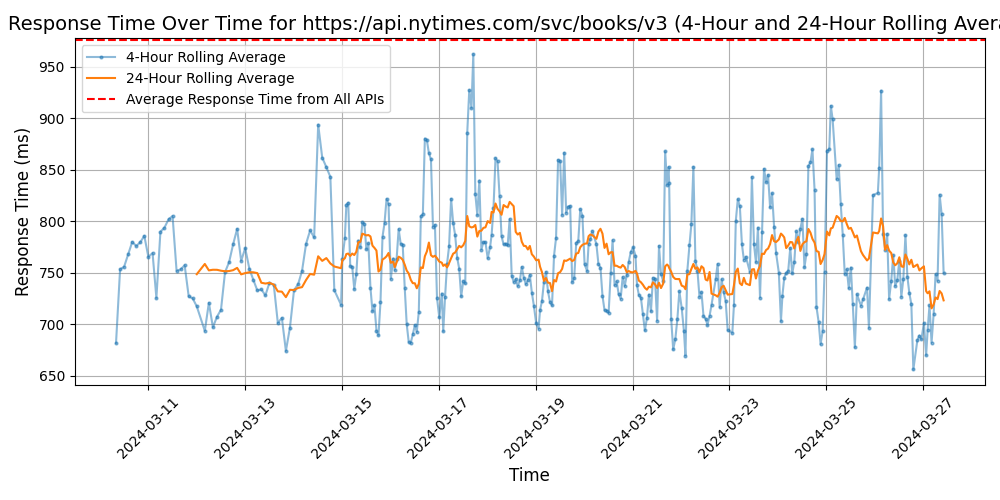 Response Time Over Time for https://api.nytimes.com/svc/books/v3 (4-Hour and 24-Hour Rolling Avera
4-Hour Rolling Average
24-Hour Rolling Average
Average Response Time from All APIs
Response Time (ms)
950
900
850
800
750
700
650
2024-03-11
2024-03-13
2024-03-15
2024-03-17
2024-03-19
2024-03-21
2024-03-23
2024-03-25
2024-03-27
Time